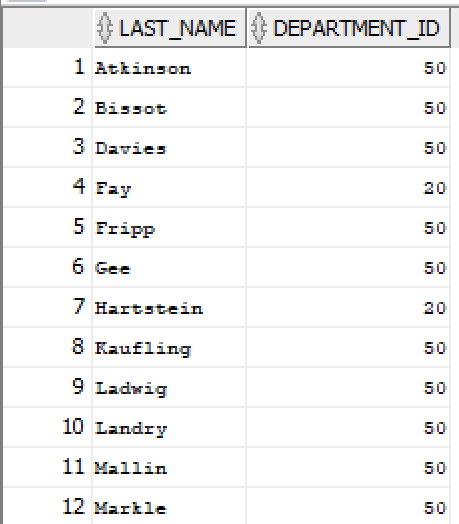 LAST_NAME DEPARTMENT_ID
1 Atkinson 50
2 Bissot 50
3 Davies 50
4 Fay 20
5 Fripp 50
6 Gee 50
7 Hartstein 20
8 Kaufling 50
9 Ladwig 50
10 Landry 50
11 Mallin 50
12 Markle 50